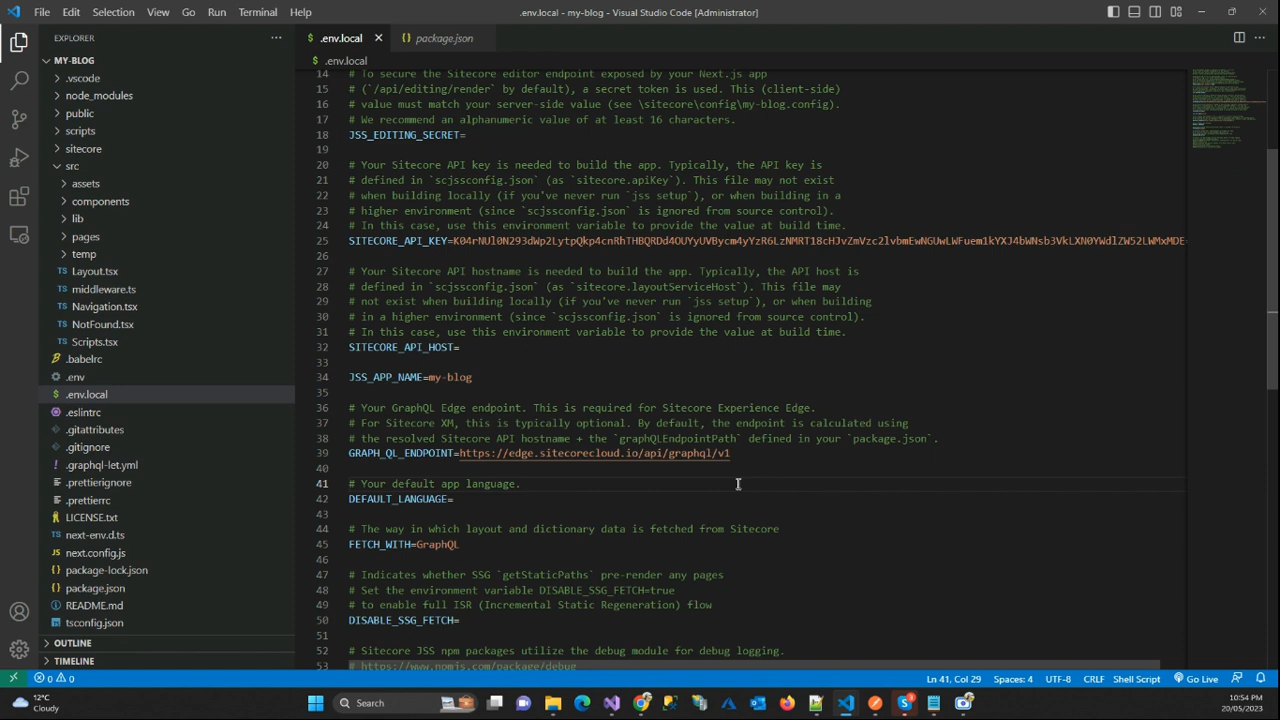 File Edit Selection View Go Run Terminal Help
.env.local - my-blog - Visual Studio Code [Administrator]
EXPLORER
MY-BLOG
.vscode
node_modules
public
scripts
sitecore
src
assets
components
lib
pages
temp
Layout.tsx
middleware.ts
Navigation.tsx
NotFound.tsx
Scripts.tsx
.babelrc
.env
.env.local
.eslintrc
.gitattributes
.gitignore
.graphql-let.yml
.prettierignore
.prettierrc
LICENSE.txt
next-env.d.ts
next.config.js
package-lock.json
package.json
README.md
tsconfig.json
OUTLINE
TIMELINE
.env.local
package.json
.env.local
14 # To secure the Sitecore editor endpoint exposed by your Next.js app
15 # (`/api/editing/render` by default), a secret token is used. This (client-side)
16 # value must match your server-side value (see \sitecore\config\my-blog.config).
17 # We recommend an alphanumeric value of at least 16 characters.
18 JSS_EDITING_SECRET=
19
20 # Your Sitecore API key is needed to build the app. Typically, the API key is
21 # defined in `scjssconfig.json` (as `sitecore.apiKey`). This file may not exist
22 # when building locally (if you've never run `jss setup`), or when building in a
23 # higher environment (since `scjssconfig.json` is ignored from source control).
24 # In this case, use this environment variable to provide the value at build time.
25 SITECORE_API_KEY=
26
27 # Your Sitecore API hostname is needed to build the app. Typically, the API host is
28 # defined in `scjssconfig.json` (as `sitecore.layoutServiceHost`). This file may
29 # not exist when building locally (if you've never run `jss setup`), or when building
30 # in a higher environment (since `scjssconfig.json` is ignored from source control).
31 # In this case, use this environment variable to provide the value at build time.
32 SITECORE_API_HOST=
33
34 JSS_APP_NAME=my-blog
35
36 # Your GraphQL Edge endpoint. This is required for Sitecore Experience Edge.
37 # For Sitecore XM, this is typically optional. By default, the endpoint is calculated using
38 # the resolved Sitecore API hostname + the `graphQLEndpointPath` defined in your `package.json`.
39 GRAPH_QL_ENDPOINT=https://edge.sitecorecloud.io/api/graphql/v1
40
41 # Your default app language.
42 DEFAULT_LANGUAGE=
43
44 # The way in which layout and dictionary data is fetched from Sitecore
45 FETCH_WITH=GraphQL
46
47 # Indicates whether SSG `getStaticPaths` pre-render any pages
48 # Set the environment variable DISABLE_SSG_FETCH=true
49 # to enable full ISR (Incremental Static Regeneration) flow
50 DISABLE_SSG_FETCH=
51
52 # Sitecore JSS npm packages utilize the debug module for debug logging.
53 # https://www.npmjs.com/package/debug
0 0
Ln 41, Col 29 Spaces: 4 UTF-8 CRLF Shell Script Go Live
12°C
Cloudy
Search
10:54 PM
20/05/2023